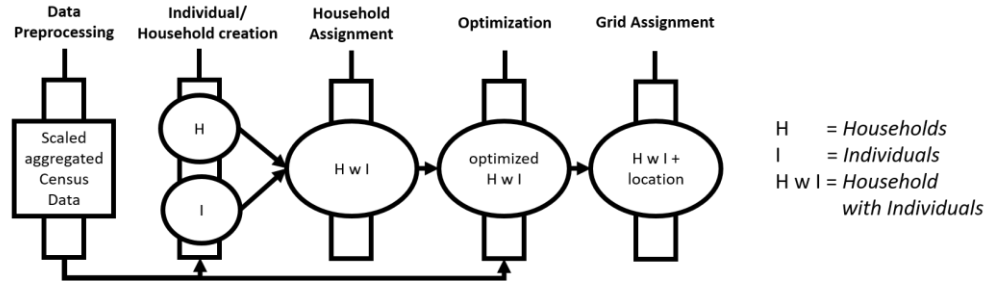 Data
Preprocessing
Individual/
Household creation
Household
Assignment
Optimization
Grid Assignment
Scaled
aggregated
Census
Data
H
I
H w I
optimized
H w I
H w I +
location
H = Households
I = Individuals
H w I = Household
with Individuals